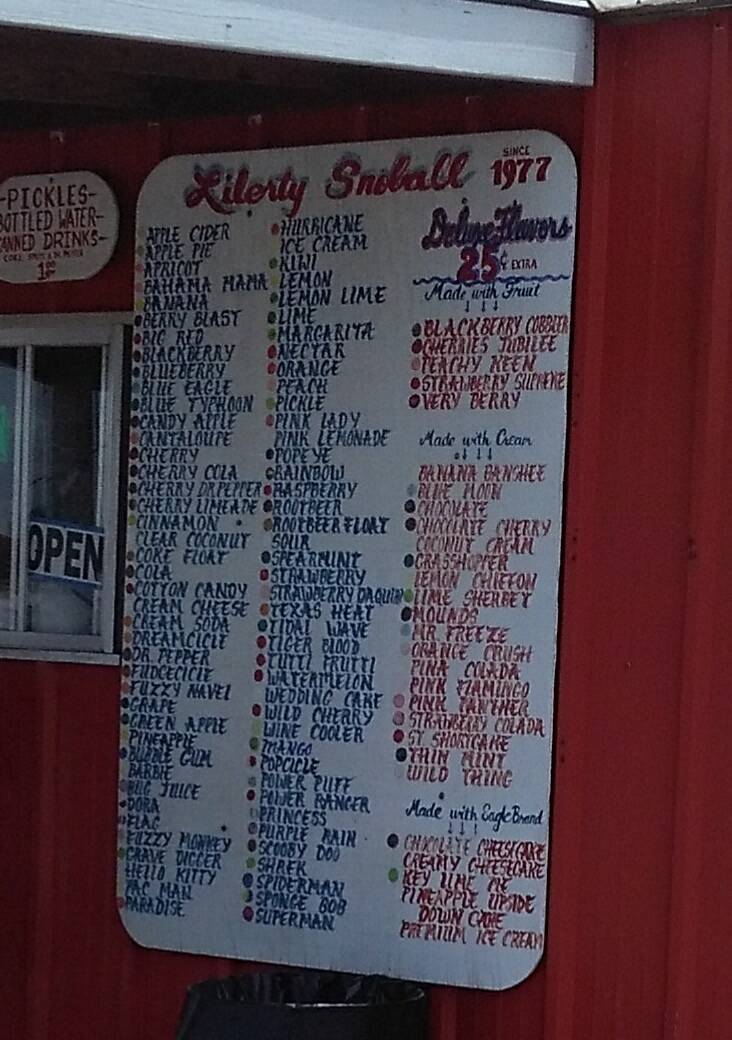 -PICKLES-
BOTTLED WATER-
CANNED DRINKS-
OPEN
Liberty Snoball
SINCE
1977
APPLE CIDER
APPLE PIE
APRICOT
BAHAMA MAMA
BANANA
BERRY BLAST
BIG RED
BLACKBERRY
BLUEBERRY
BLUE EAGLE
BLUE TYPHOON
CANDY APPLE
CANTALOUPE
CHERRY
CHERRY COLA
CHERRY DR.PEPPER
CHERRY LIMEADE
CINNAMON
CLEAR COCONUT
COKE FLOAT
COLA
COTTON CANDY
CREAM CHEESE
CREAM SODA
DREAMCICLE
DR. PEPPER
FUDGECICLE
FUZZY NAVEL
GRAPE
GREEN APPLE
PINEAPPLE
BUBBLE GUM
BARBIE
BUG JUICE
DORA
FLAG
FUZZY MONKEY
GRAVE DIGGER
HELLO KITTY
PAC MAN
PARADISE
HURRICANE
ICE CREAM
KIWI
LEMON
LEMON LIME
LIME
MARGARITA
NECTAR
ORANGE
PEACH
PICKLE
PINK LADY
PINK LEMONADE
POPEYE
RAINBOW
RASPBERRY
ROOTBEER
ROOTBEER FLOAT
SOUR
SPEARMINT
STRAWBERRY
STRAWBERRY DAQUIRI
TEXAS HEAT
TIDAL WAVE
TIGER BLOOD
TUTTI FRUTTI
WATERMELON
WEDDING CAKE
WILD CHERRY
WINE COOLER
MANGO
POPCICLE
POWER PUFF
POWER RANGER
PRINCESS
PURPLE RAIN
SCOOBY DOO
SHREK
SPIDERMAN
SPONGE BOB
SUPERMAN
Deluxe Flavors
25¢ EXTRA
Made with Fruit
BLACKBERRY COBBLER
CHERRIES JUBILEE
PEACHY KEEN
STRAWBERRY SUPREME
VERY BERRY
Made with Cream
BANANA BANSHEE
BLUE MOON
CHOCOLATE
CHOCOLATE CHERRY
COCONUT CREAM
GRASSHOPPER
LEMON CHIFFON
LIME SHERBET
MOUNDS
MR. FREEZE
ORANGE CRUSH
PINA COLADA
PINK FLAMINGO
PINK PANTHER
STRAWBERRY COLADA
ST. SHORTCAKE
THIN MINT
WILD THING
Made with Eagle Brand
CHOCOLATE CHEESECAKE
CREAMY CHEESECAKE
KEY LIME PIE
PINEAPPLE UPSIDE
DOWN CAKE
PREMIUM ICE CREAM